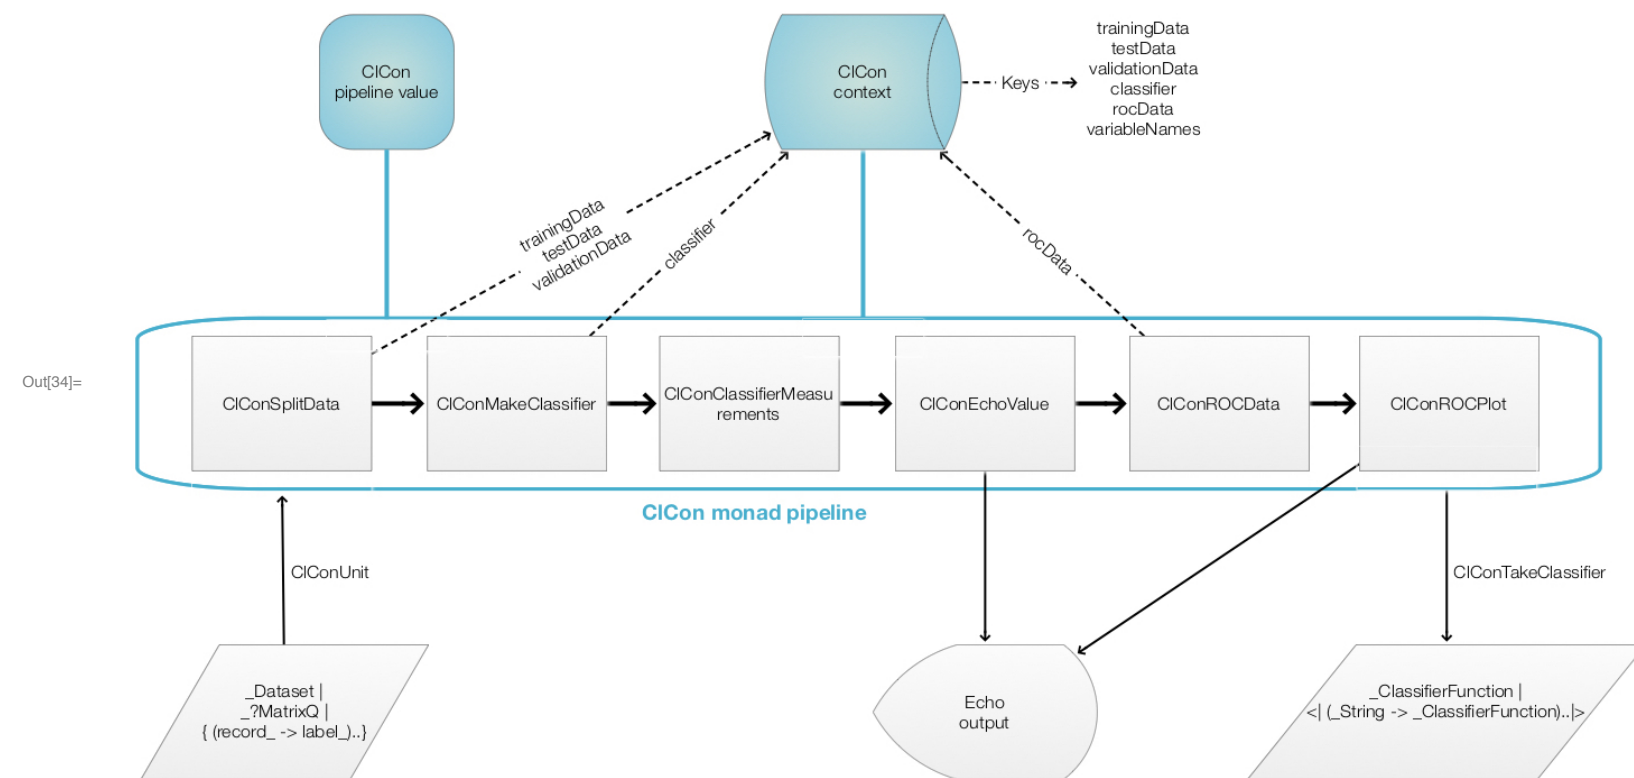 ClCon
pipeline value
ClCon
context
Keys
trainingData
testData
validationData
classifier
rocData
variableNames
trainingData
testData
validationData
classifier
rocData
Out[34]=
ClConSplitData
ClConMakeClassifier
ClConClassifierMeasu
rements
ClConEchoValue
ClConROCData
ClConROCPlot
ClCon monad pipeline
ClConUnit
ClConTakeClassifier
_Dataset |
_?MatrixQ |
{ (record_ -> label_)..}
Echo
output
_ClassifierFunction |
<| (_String -> _ClassifierFunction)..|>